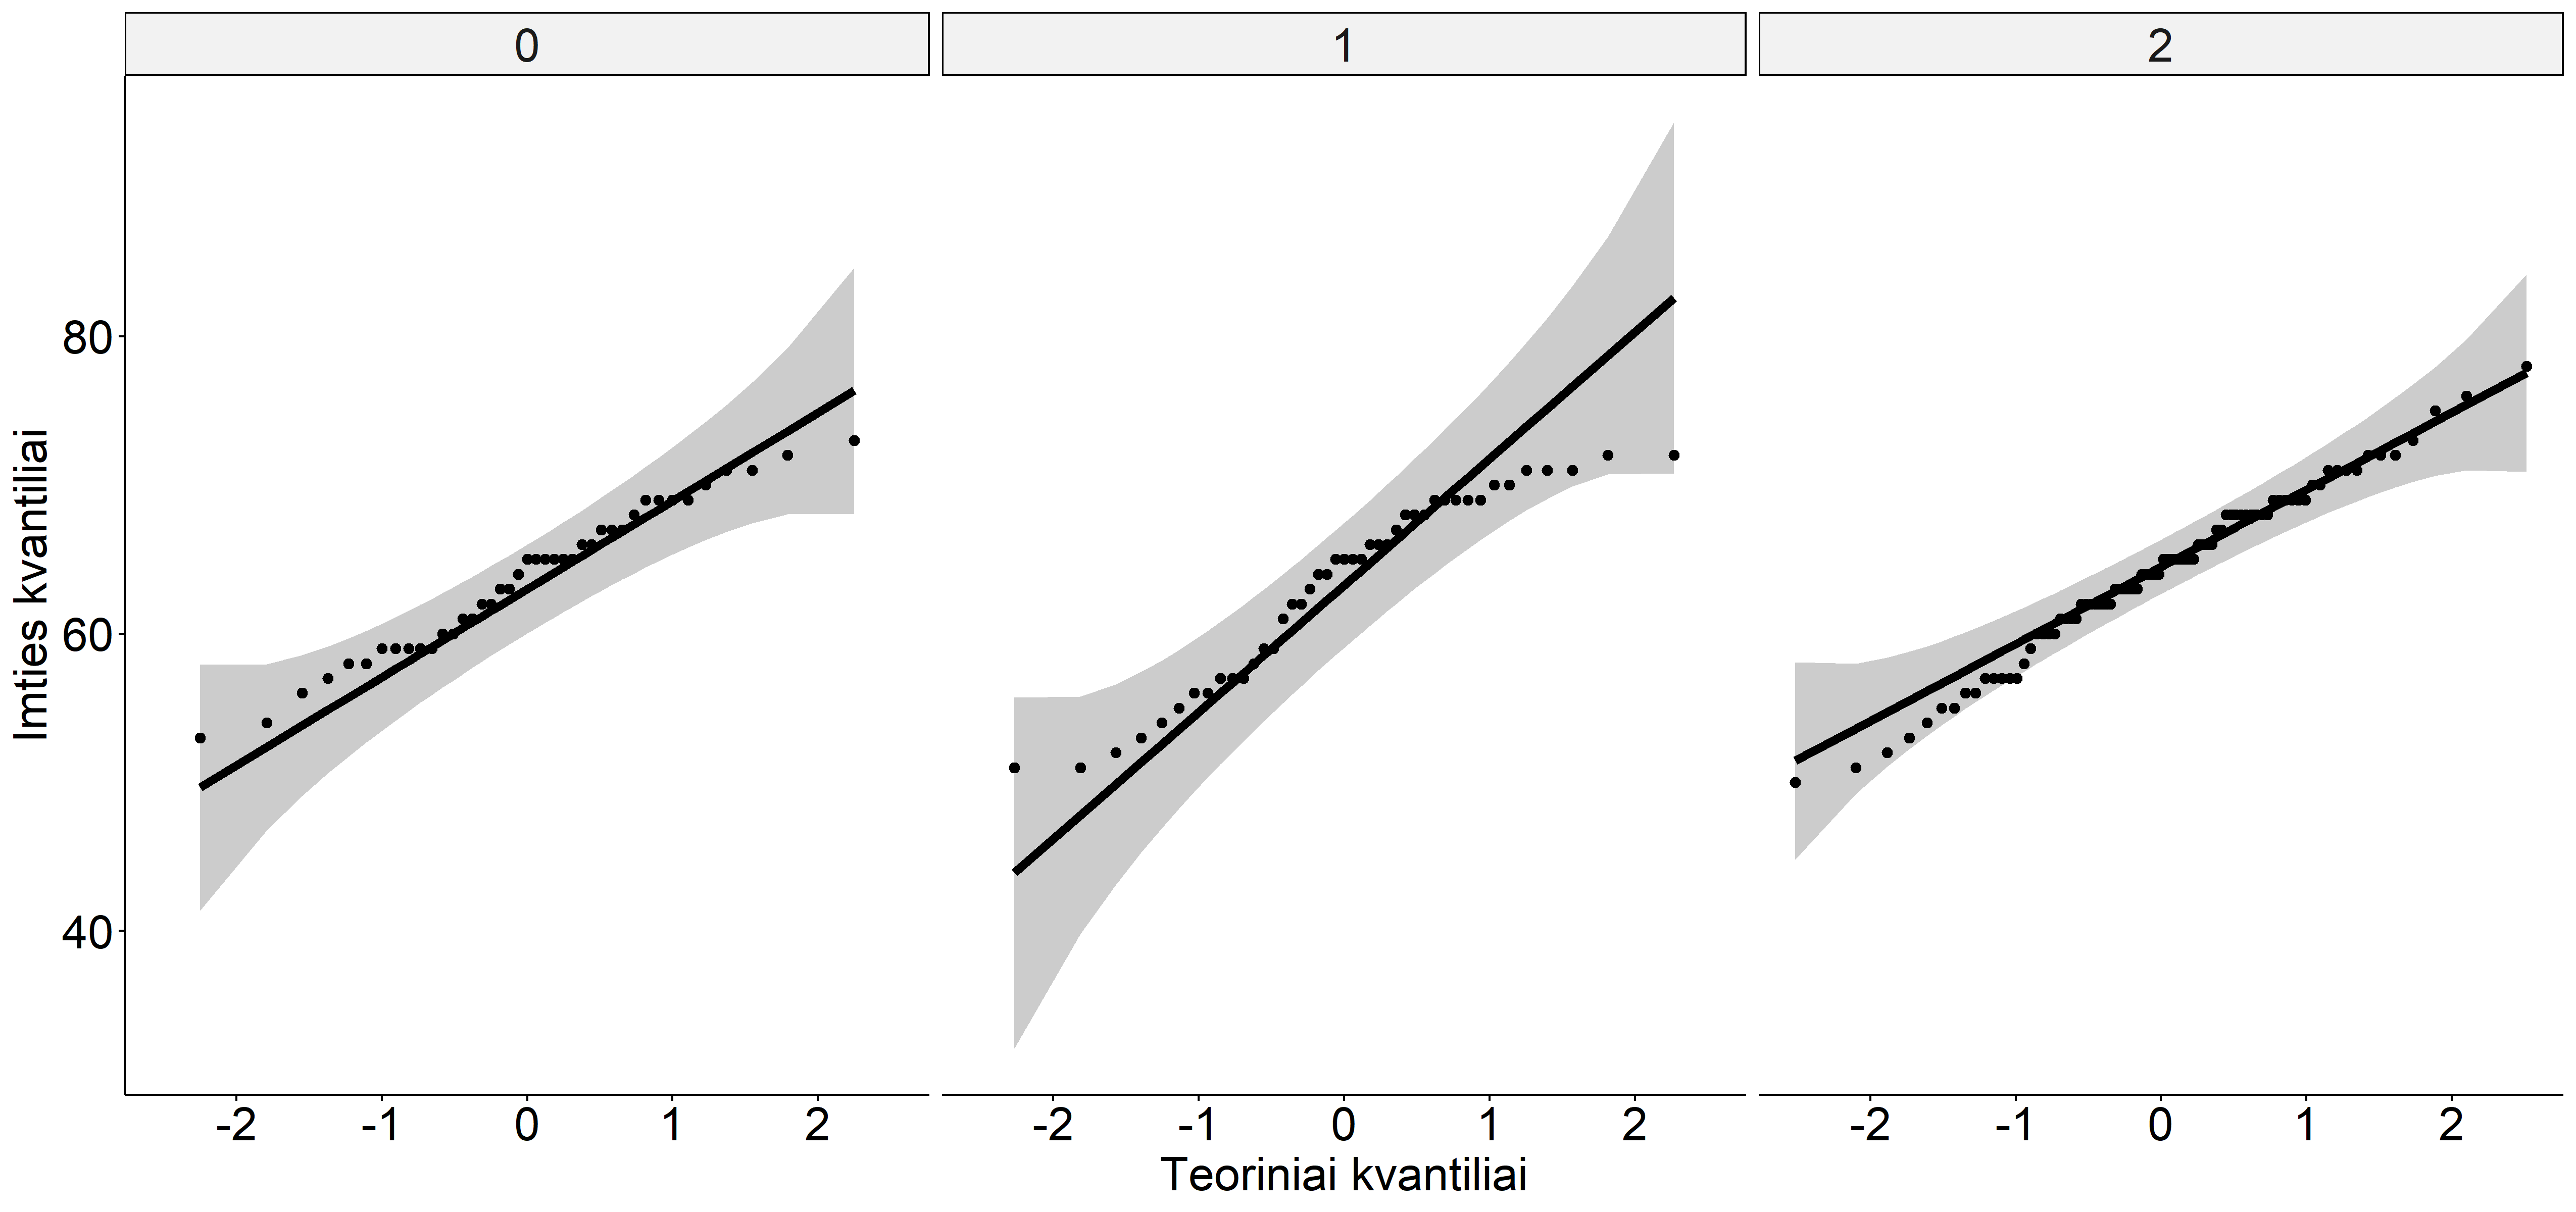 0 1 2
80
60
40
Imties kvantiliai
-2 -1 0 1 2 -2 -1 0 1 2 -2 -1 0 1 2
Teoriniai kvantiliai